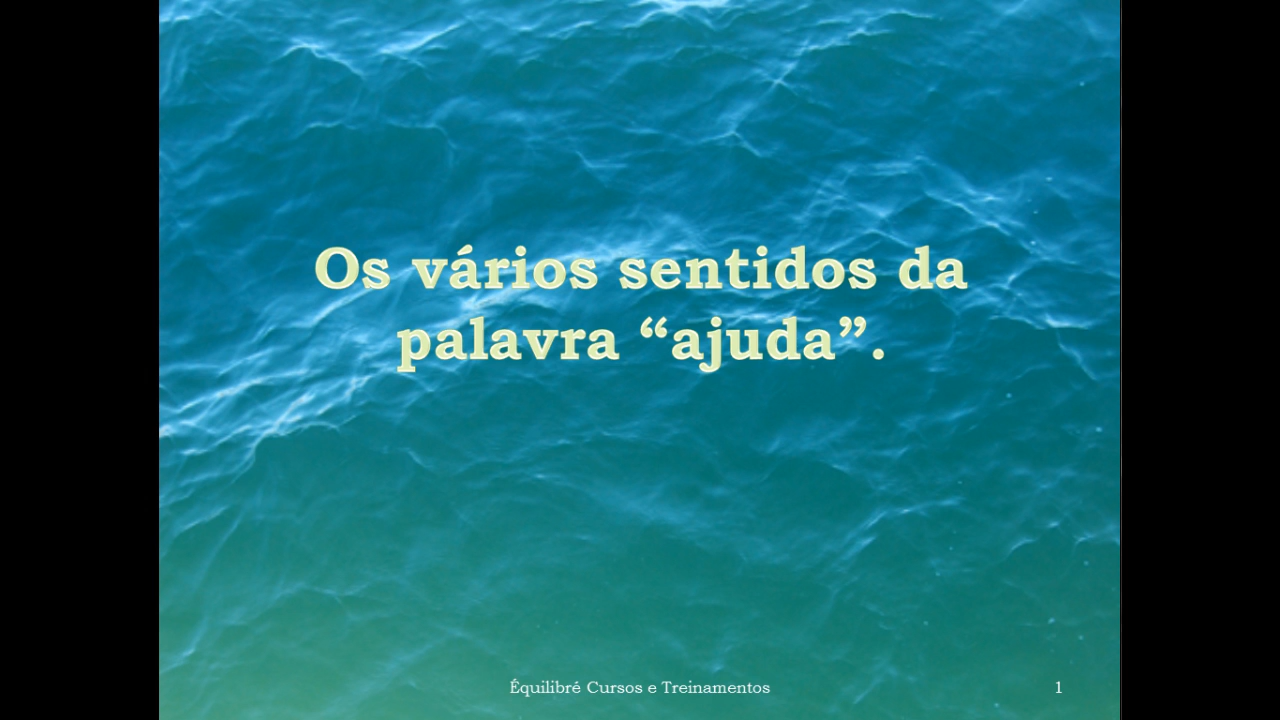 Os vários sentidos da
palavra “ajuda”.
Équilibré Cursos e Treinamentos
1